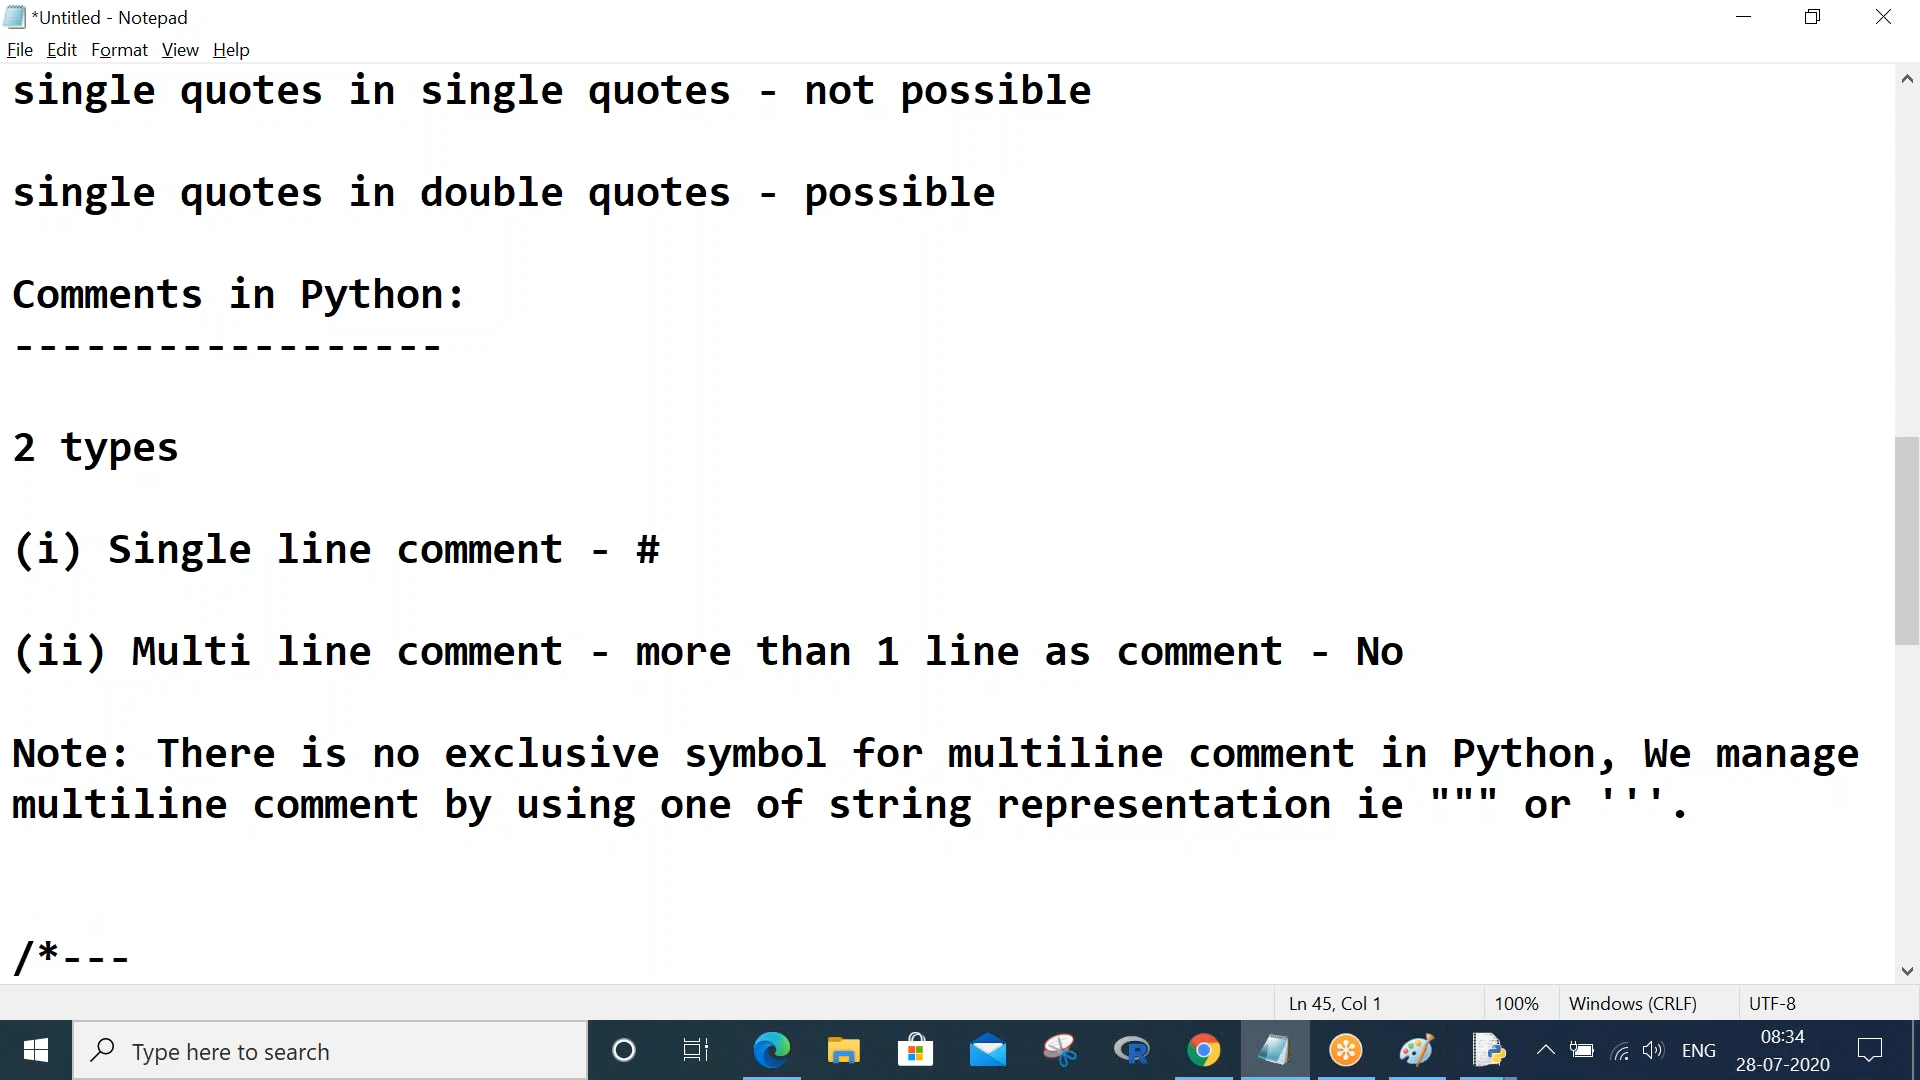 *Untitled - Notepad
File Edit Format View Help
single quotes in single quotes - not possible
single quotes in double quotes - possible
Comments in Python:
------------------
2 types
(i) Single line comment - #
(ii) Multi line comment - more than 1 line as comment - No
Note: There is no exclusive symbol for multiline comment in Python, We manage
multiline comment by using one of string representation ie """ or '''.
/*---
Ln 45, Col 1 100% Windows (CRLF) UTF-8
Type here to search
R
ENG
08:34
28-07-2020